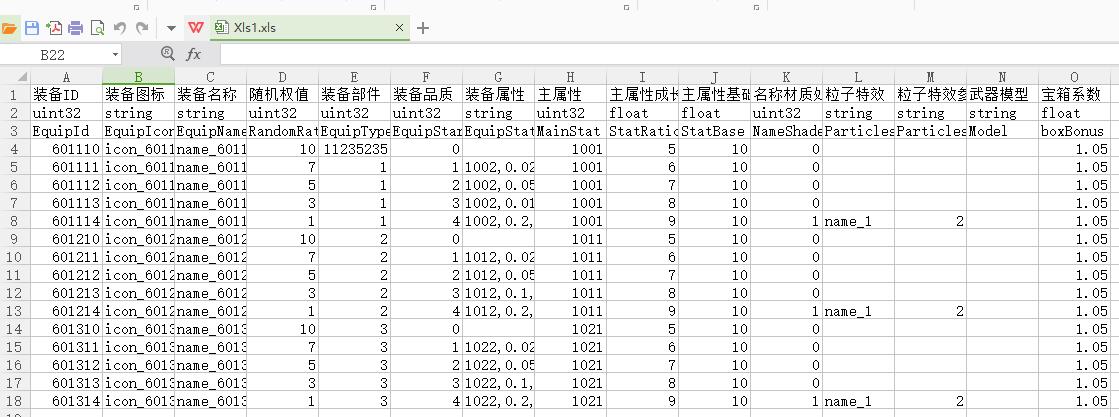 Xls1.xls
B22 fx
A B C D E F G H I J K L M N O
1 装备ID 装备图标 装备名称 随机权值 装备部件 装备品质 装备属性 主属性 主属性成长 主属性基础 名称材质 粒子特效 粒子特效参 武器模型 宝箱系数
2 uint32 string string uint32 uint32 uint32 string uint32 float float uint32 string string string float
3 EquipId EquipIcon EquipName RandomRat EquipType EquipStar EquipStat MainStat StatRatio StatBase NameShade Particles Particles Model boxBonus
4 601110 icon_6011 name_6011 10 11235235 0 1001 5 10 0 1.05
5 601111 icon_6011 name_6011 7 1 1 1002,0.02 1001 6 10 0 1.05
6 601112 icon_6011 name_6011 5 1 2 1002,0.05 1001 7 10 0 1.05
7 601113 icon_6011 name_6011 3 1 3 1002,0.01 1001 8 10 0 1.05
8 601114 icon_6011 name_6011 1 1 4 1002,0.2, 1001 9 10 1 name_1 2 1.05
9 601210 icon_6012 name_6012 10 2 0 1011 5 10 0 1.05
10 601211 icon_6012 name_6012 7 2 1 1012,0.02 1011 6 10 0 1.05
11 601212 icon_6012 name_6012 5 2 2 1012,0.05 1011 7 10 0 1.05
12 601213 icon_6012 name_6012 3 2 3 1012,0.1, 1011 8 10 0 1.05
13 601214 icon_6012 name_6012 1 2 4 1012,0.2, 1011 9 10 1 name_1 2 1.05
14 601310 icon_6013 name_6013 10 3 0 1021 5 10 0 1.05
15 601311 icon_6013 name_6013 7 3 1 1022,0.02 1021 6 10 0 1.05
16 601312 icon_6013 name_6013 5 3 2 1022,0.05 1021 7 10 0 1.05
17 601313 icon_6013 name_6013 3 3 3 1022,0.1, 1021 8 10 0 1.05
18 601314 icon_6013 name_6013 1 3 4 1022,0.2, 1021 9 10 1 name_1 2 1.05